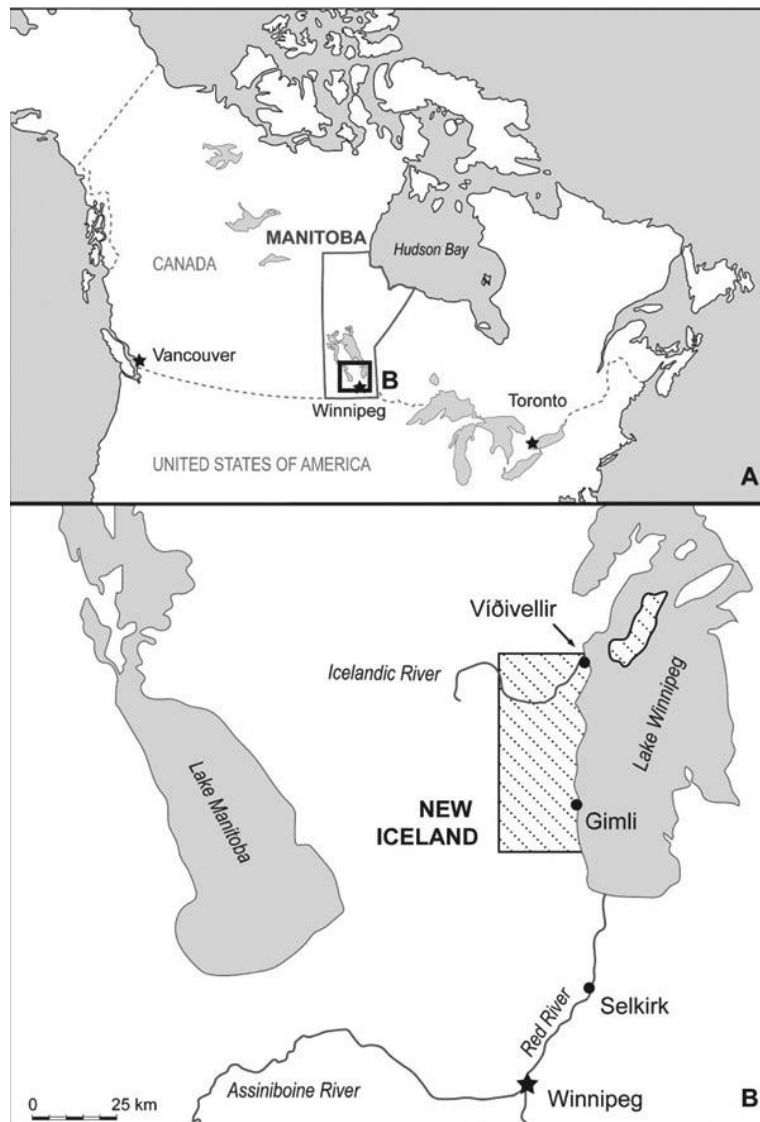 Hudson Bay
MANITOBA
CANADA
Vancouver
B
Toronto
Winnipeg
UNITED STATES OF AMERICA
A
Víðivellir
Icelandic River
Lake Winnipeg
Lake Manitoba
NEW
ICELAND
Gimli
Selkirk
Red River
Assiniboine River
Winnipeg
B
0 25 km